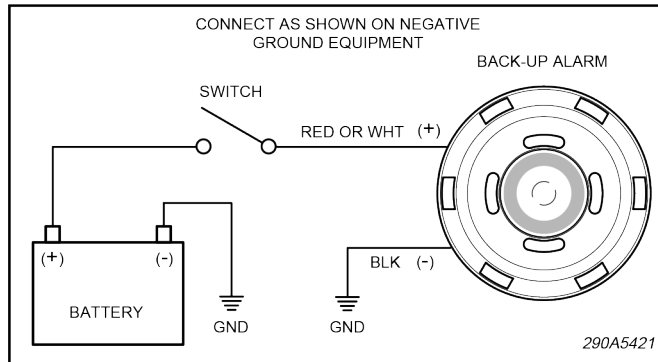 CONNECT AS SHOWN ON NEGATIVE
GROUND EQUIPMENT
BACK-UP ALARM
SWITCH
RED OR WHT (+)
(+) (-)
BLK (-)
BATTERY
GND
GND
290A5421